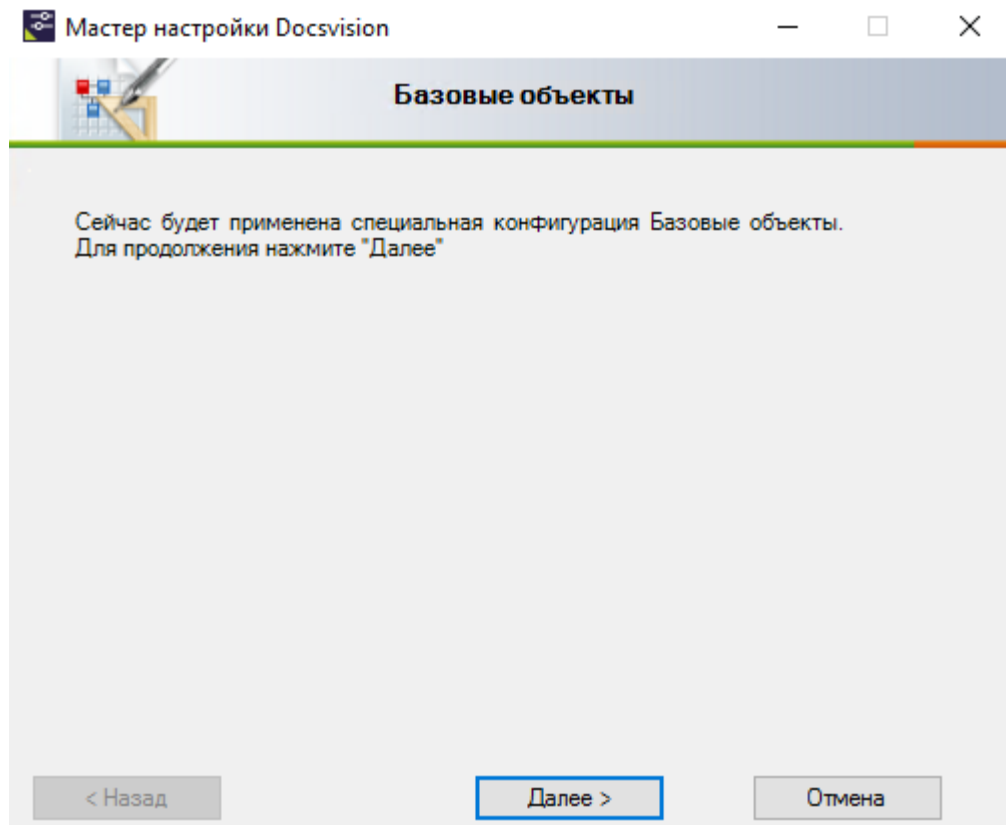 Мастер настройки Docsvision
Базовые объекты
Сейчас будет применена специальная конфигурация Базовые объекты.
Для продолжения нажмите "Далее"
< Назад
Далее >
Отмена